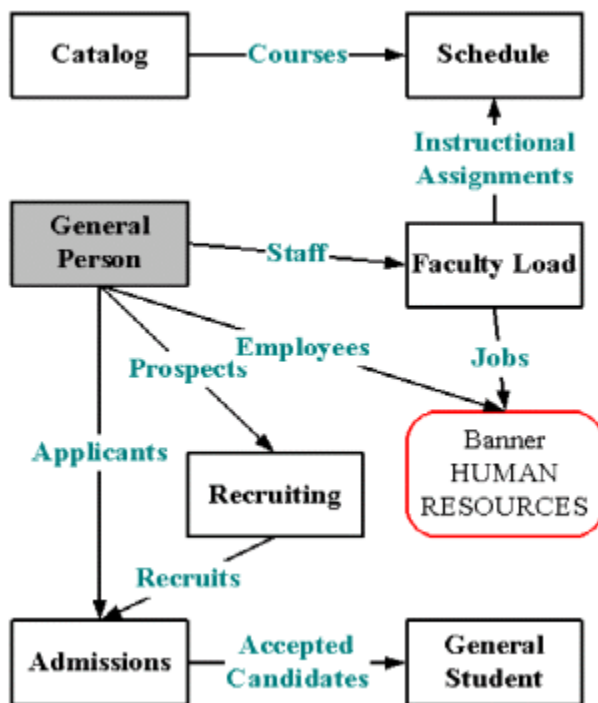 Catalog
Courses
Schedule
Instructional
Assignments
General
Person
Staff
Faculty Load
Employees
Jobs
Prospects
Applicants
Banner
HUMAN
RESOURCES
Recruiting
Recruits
Admissions
Accepted
Candidates
General
Student